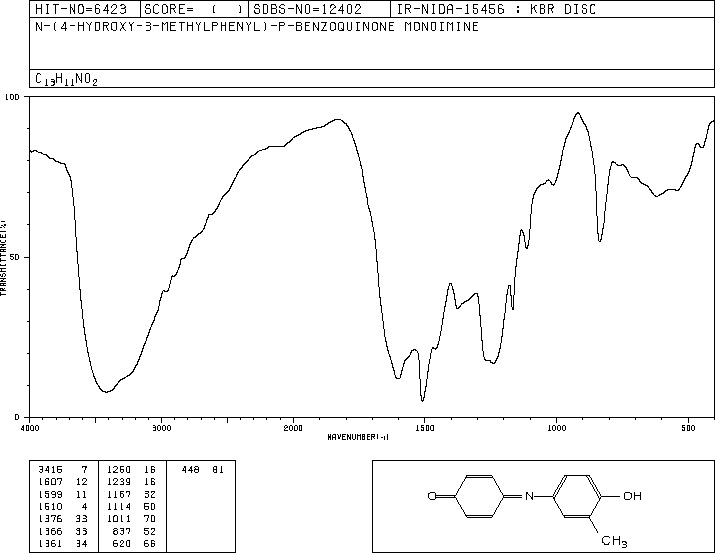 HIT-NO=6423 SCORE= ( ) SDBS-NO=12402 IR-NIDA-15456 : KBR DISC
N-(4-HYDROXY-3-METHYLPHENYL)-P-BENZOQUINONE MONOIMINE
C13H11NO2
100
50
0
TRANSMITTANCE(%)
4000 3000 2000 1500 1000 500
WAVENUMBER(-1)
3415 7 1260 16 448 81
1607 12 1239 16
1599 11 1167 32
1510 4 1114 50
1376 33 1011 70
1366 33 837 52
1361 34 620 66
O N OH
CH3